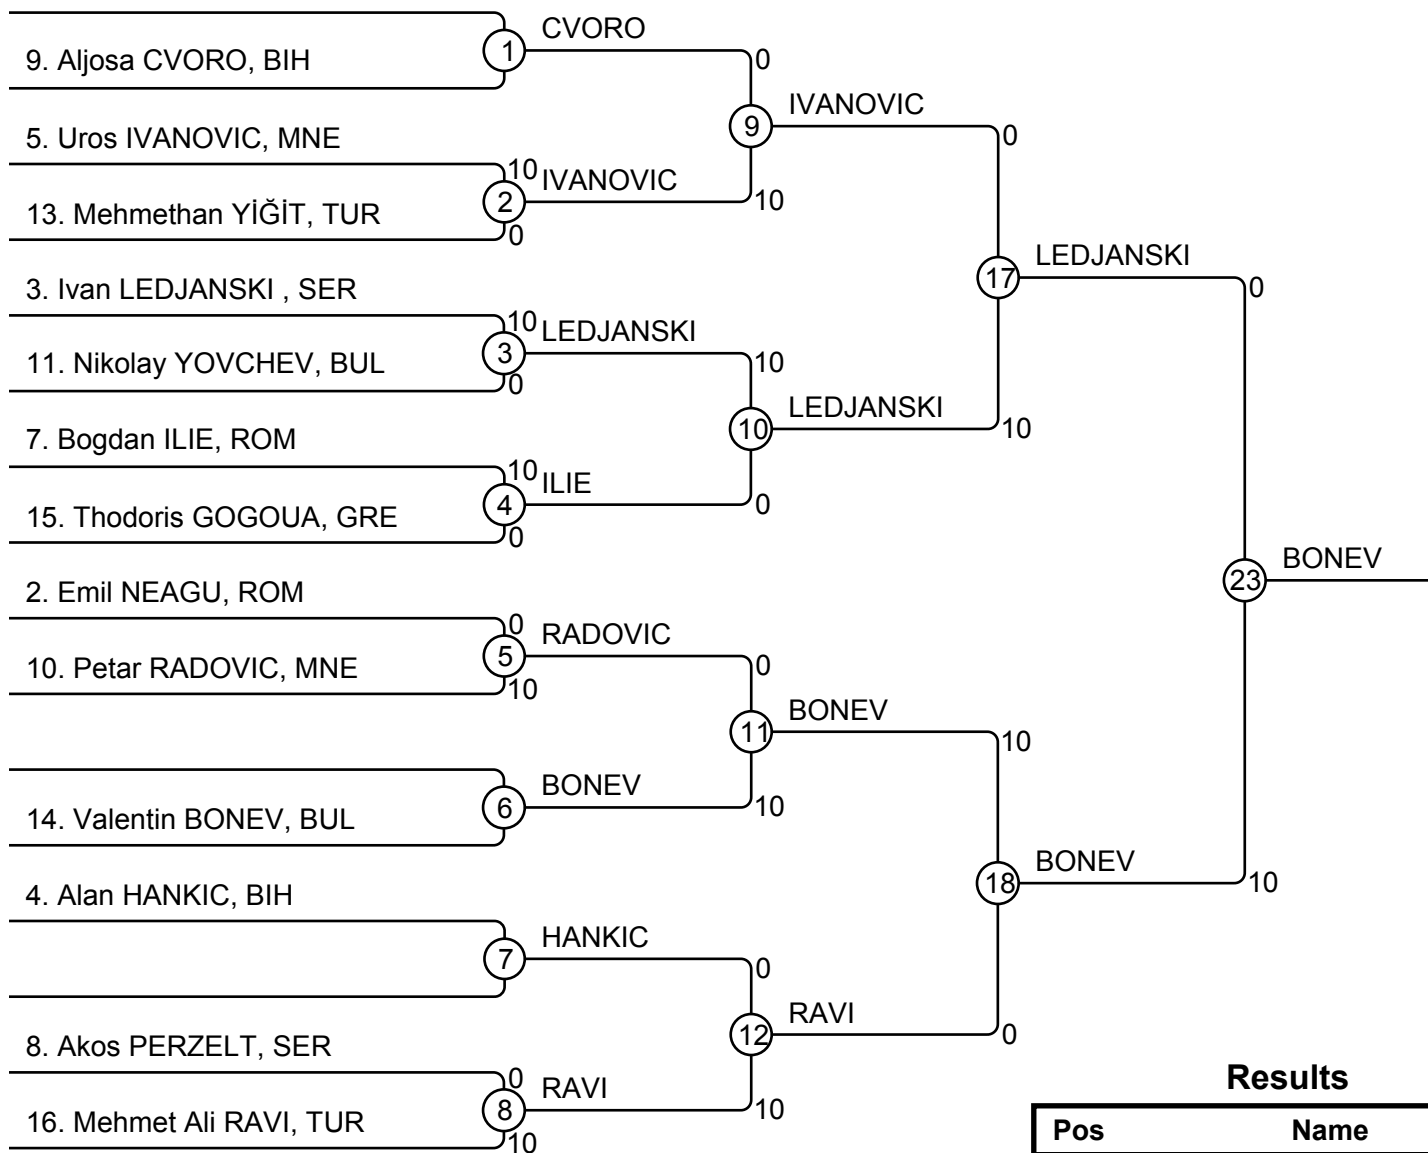 CVORO
9. Aljosa CVORO, BIH
1
0
IVANOVIC
9
0
5. Uros IVANOVIC, MNE
10
IVANOVIC
2
10
13. Mehmethan YİĞİT, TUR
0
LEDJANSKI
17
0
3. Ivan LEDJANSKI , SER
10
LEDJANSKI
3
10
11. Nikolay YOVCHEV, BUL
0
LEDJANSKI
10
10
7. Bogdan ILIE, ROM
10
ILIE
4
0
15. Thodoris GOGOUA, GRE
0
BONEV
23
2. Emil NEAGU, ROM
0
RADOVIC
5
0
10. Petar RADOVIC, MNE
10
BONEV
11
10
BONEV
6
10
14. Valentin BONEV, BUL
BONEV
18
10
4. Alan HANKIC, BIH
HANKIC
7
0
RAVI
12
0
8. Akos PERZELT, SER
0
RAVI
8
10
16. Mehmet Ali RAVI, TUR
10
Results
Pos Name